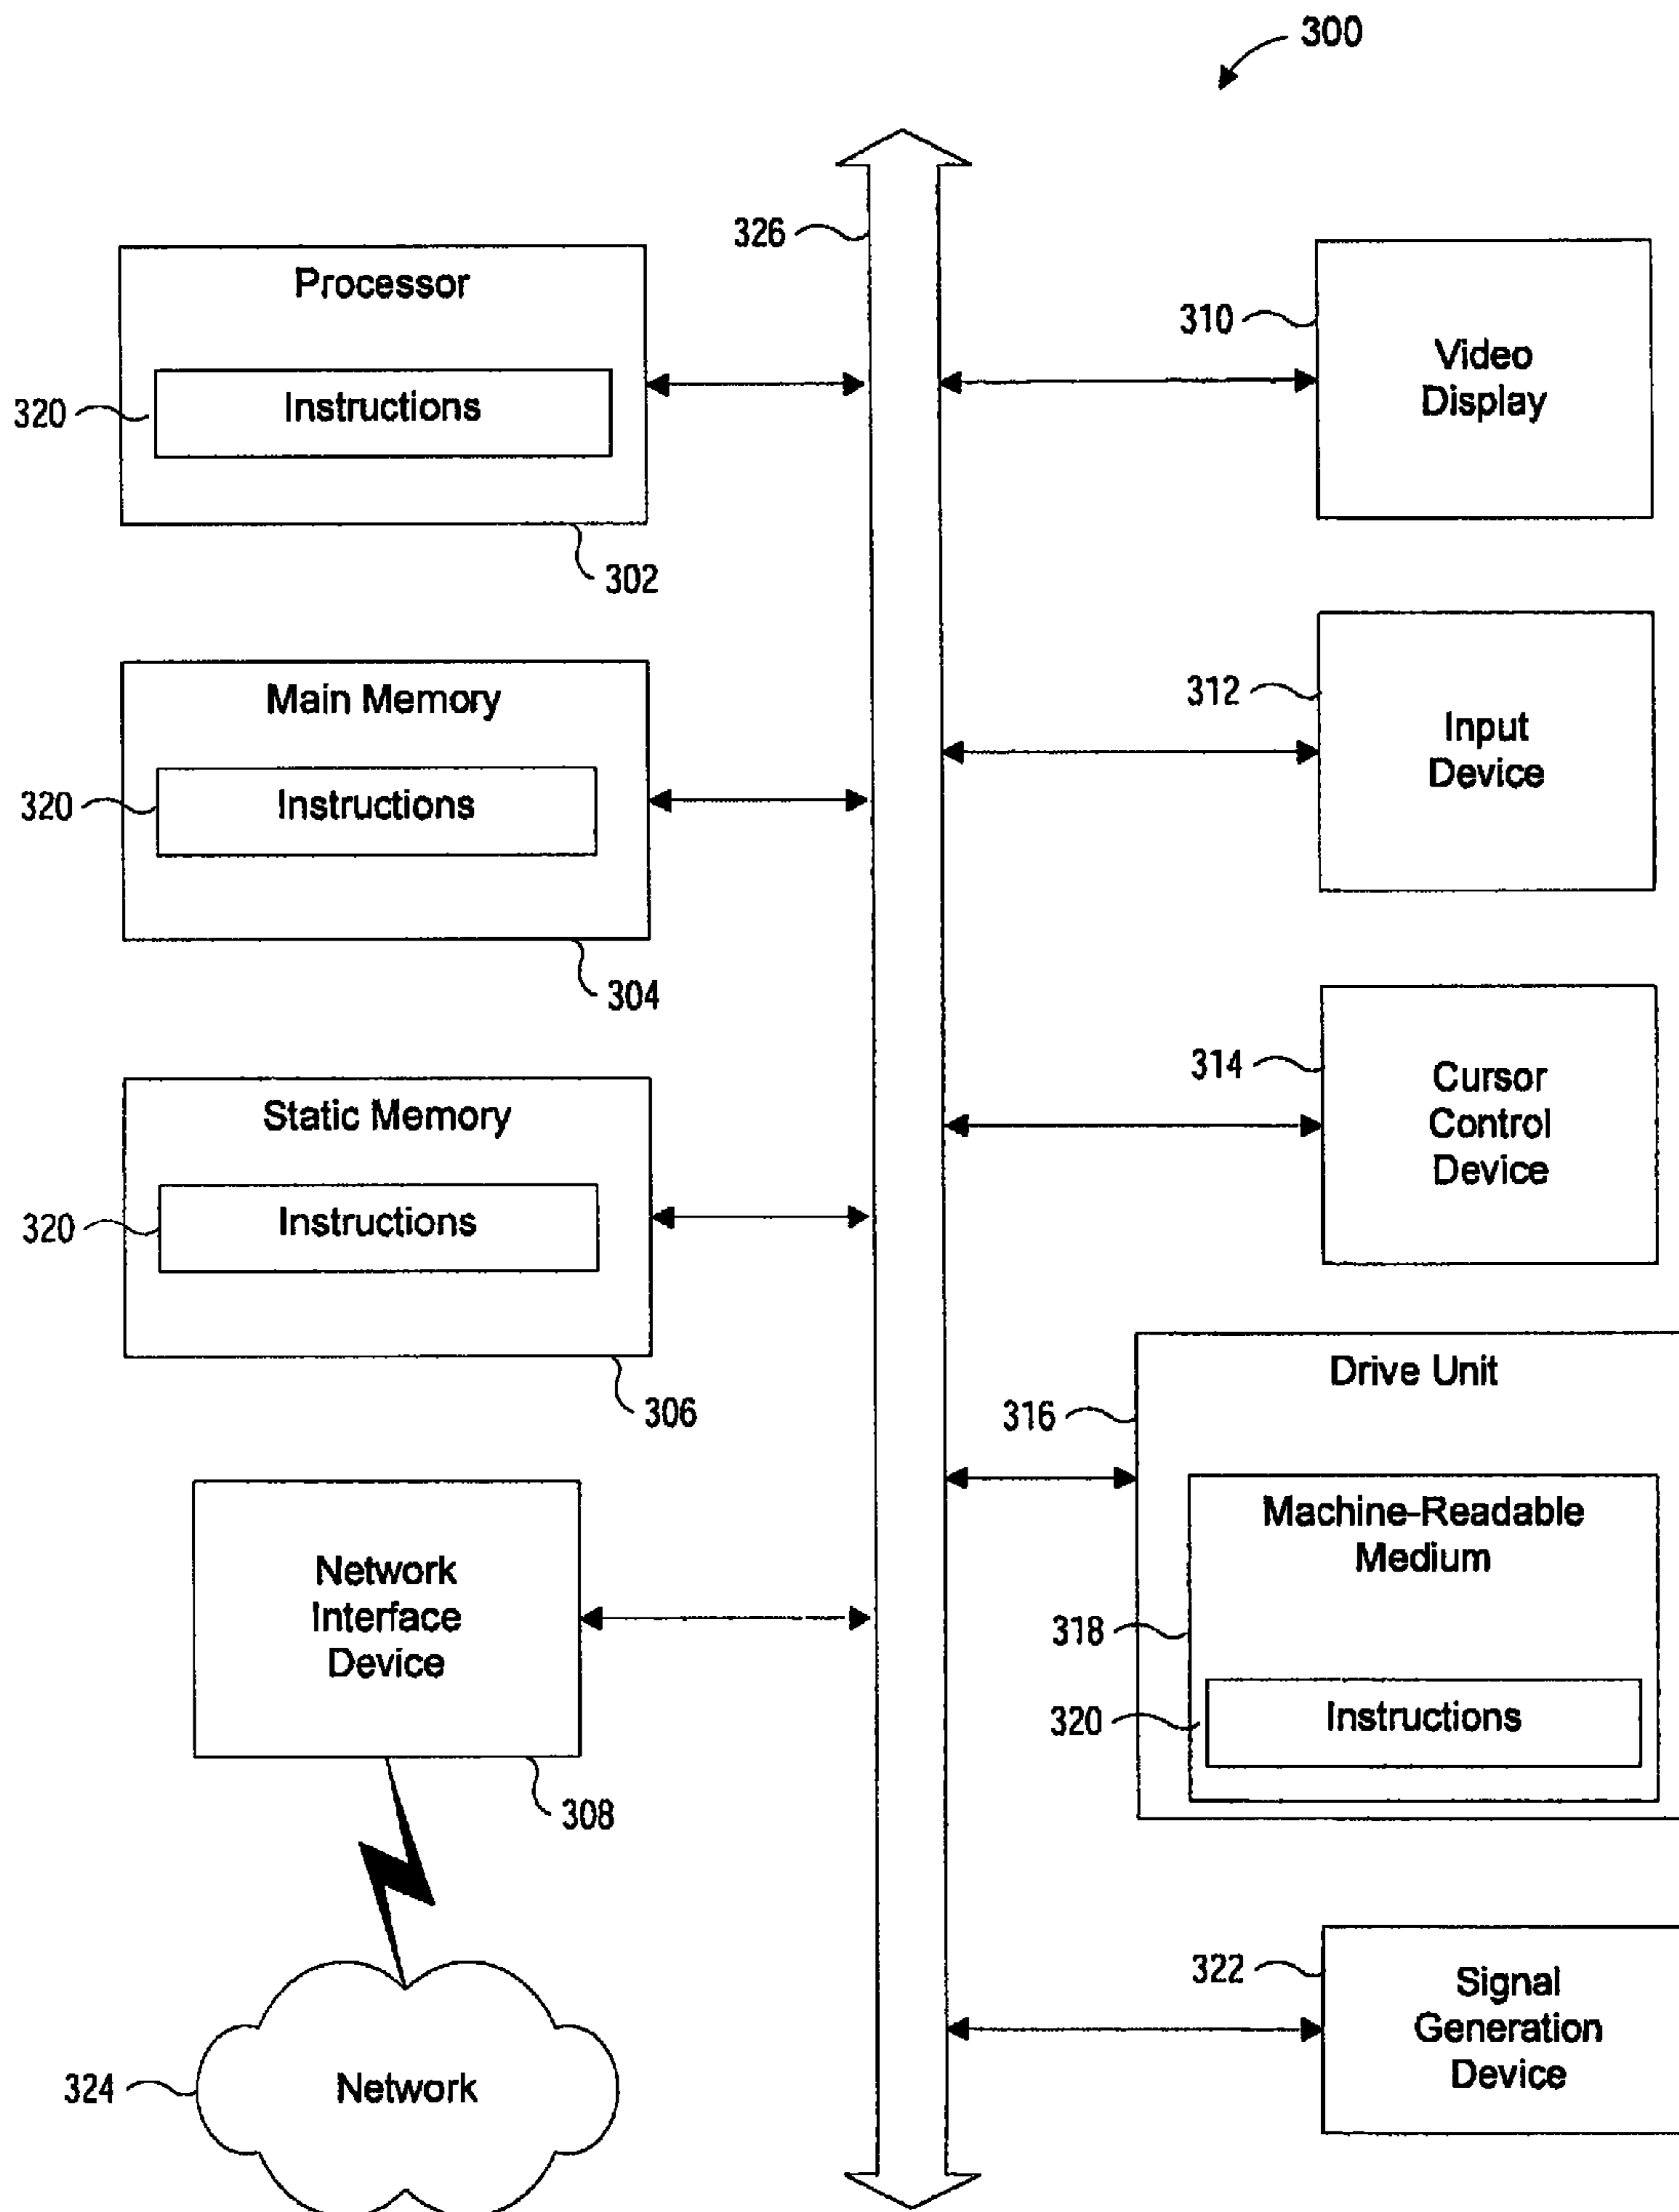 300
326
Processor
320
Instructions
302
310
Video
Display
Main Memory
320
Instructions
304
312
Input
Device
Static Memory
320
Instructions
306
314
Cursor
Control
Device
Network
Interface
Device
308
Drive Unit
316
Machine-Readable
Medium
318
320
Instructions
324
Network
322
Signal
Generation
Device